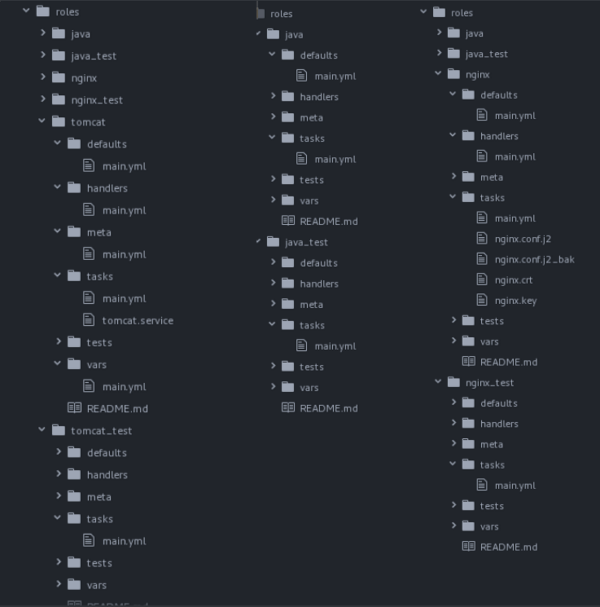 roles
java
java_test
nginx
nginx_test
tomcat
defaults
main.yml
handlers
main.yml
meta
main.yml
tasks
main.yml
tomcat.service
tests
vars
main.yml
README.md
tomcat_test
defaults
handlers
meta
tasks
main.yml
tests
vars
README.md
roles
java
defaults
main.yml
handlers
meta
tasks
main.yml
tests
vars
README.md
java_test
defaults
handlers
meta
tasks
main.yml
tests
vars
README.md
roles
java
java_test
nginx
defaults
main.yml
handlers
main.yml
meta
tasks
main.yml
nginx.conf.j2
nginx.conf.j2_bak
nginx.crt
nginx.key
tests
vars
README.md
nginx_test
defaults
handlers
meta
tasks
main.yml
tests
vars
README.md